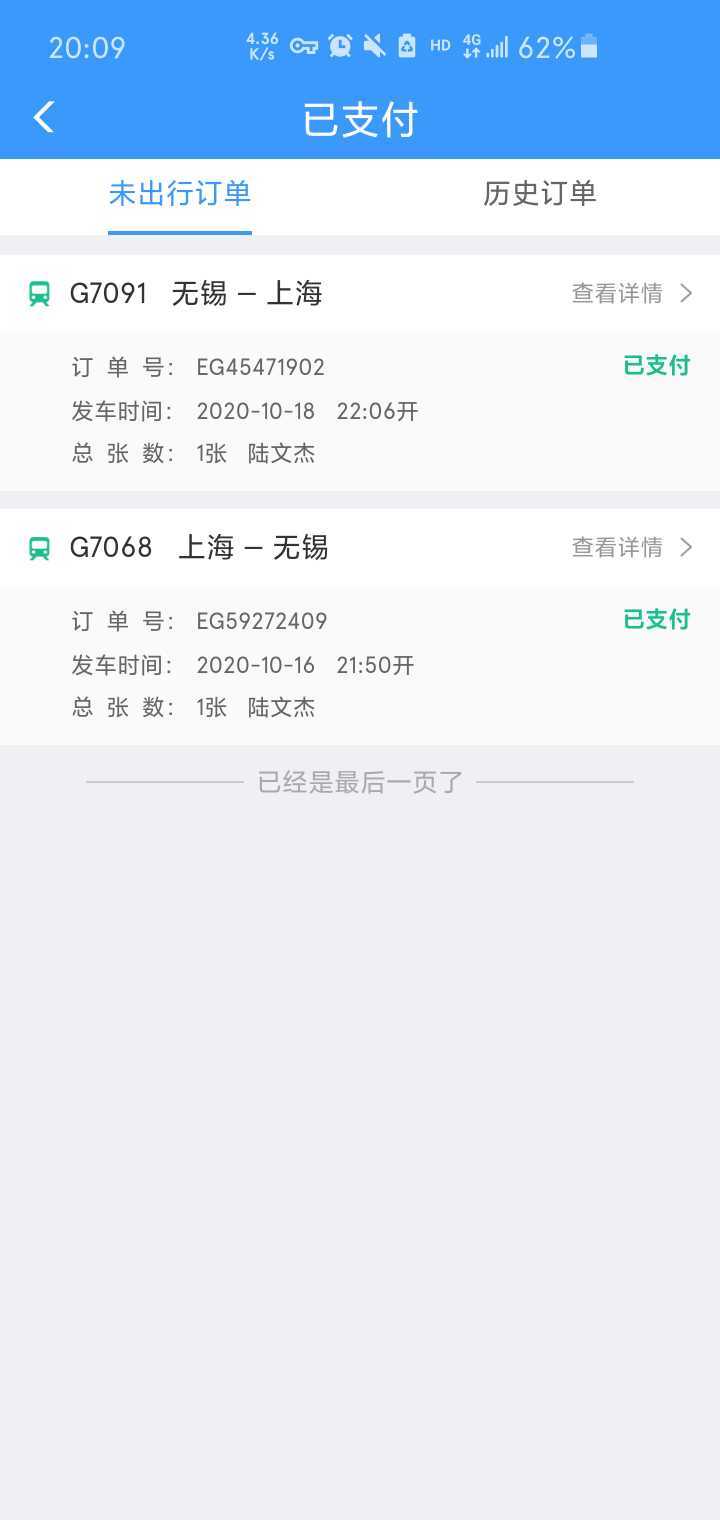 20:09 4.36 K/s HD 4G 62%
已支付
未出行订单 历史订单
G7091 无锡 — 上海 查看详情
订 单 号： EG45471902 已支付
发车时间： 2020-10-18 22:06开
总 张 数： 1张 陆文杰
G7068 上海 — 无锡 查看详情
订 单 号： EG59272409 已支付
发车时间： 2020-10-16 21:50开
总 张 数： 1张 陆文杰
已经是最后一页了